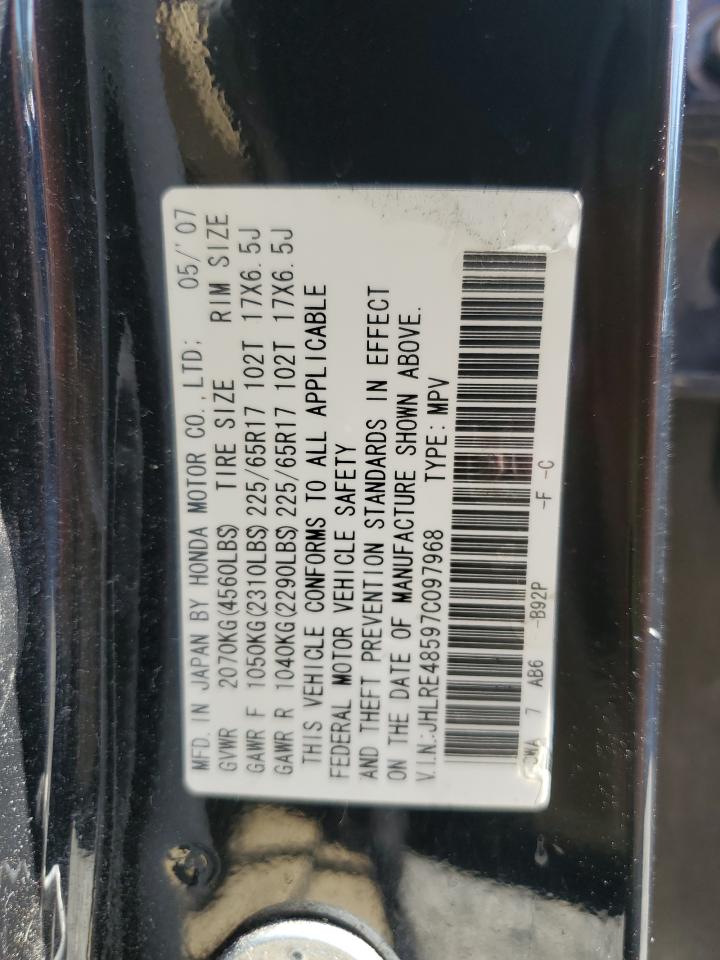 MFD. IN JAPAN BY HONDA MOTOR CO., LTD: 05/'07
GVWR 2070KG(4560LBS) TIRE SIZE RIM SIZE
GAWR F 1050KG(2310LBS) 225/65R17 102T 17X6.5J
GAWR R 1040KG(2290LBS) 225/65R17 102T 17X6.5J
THIS VEHICLE CONFORMS TO ALL APPLICABLE
FEDERAL MOTOR VEHICLE SAFETY
AND THEFT PREVENTION STANDARDS IN EFFECT
ON THE DATE OF MANUFACTURE SHOWN ABOVE.
V.I.N:JHLRE48597C097968 TYPE: MPV
7 AB6 -B92P -F -C